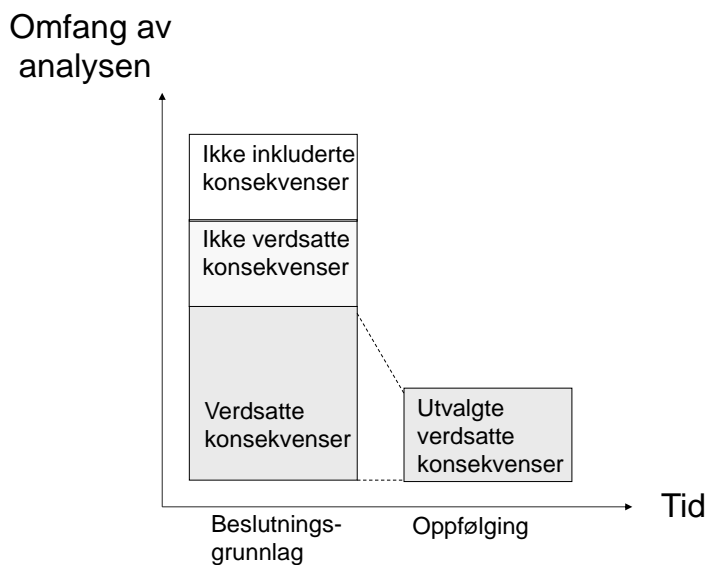 Omfang av
analysen
Ikke inkluderte
konsekvenser
Ikke verdsatte
konsekvenser
Verdsatte
konsekvenser
Utvalgte
verdsatte
konsekvenser
Tid
Beslutnings-
grunnlag
Oppfølging